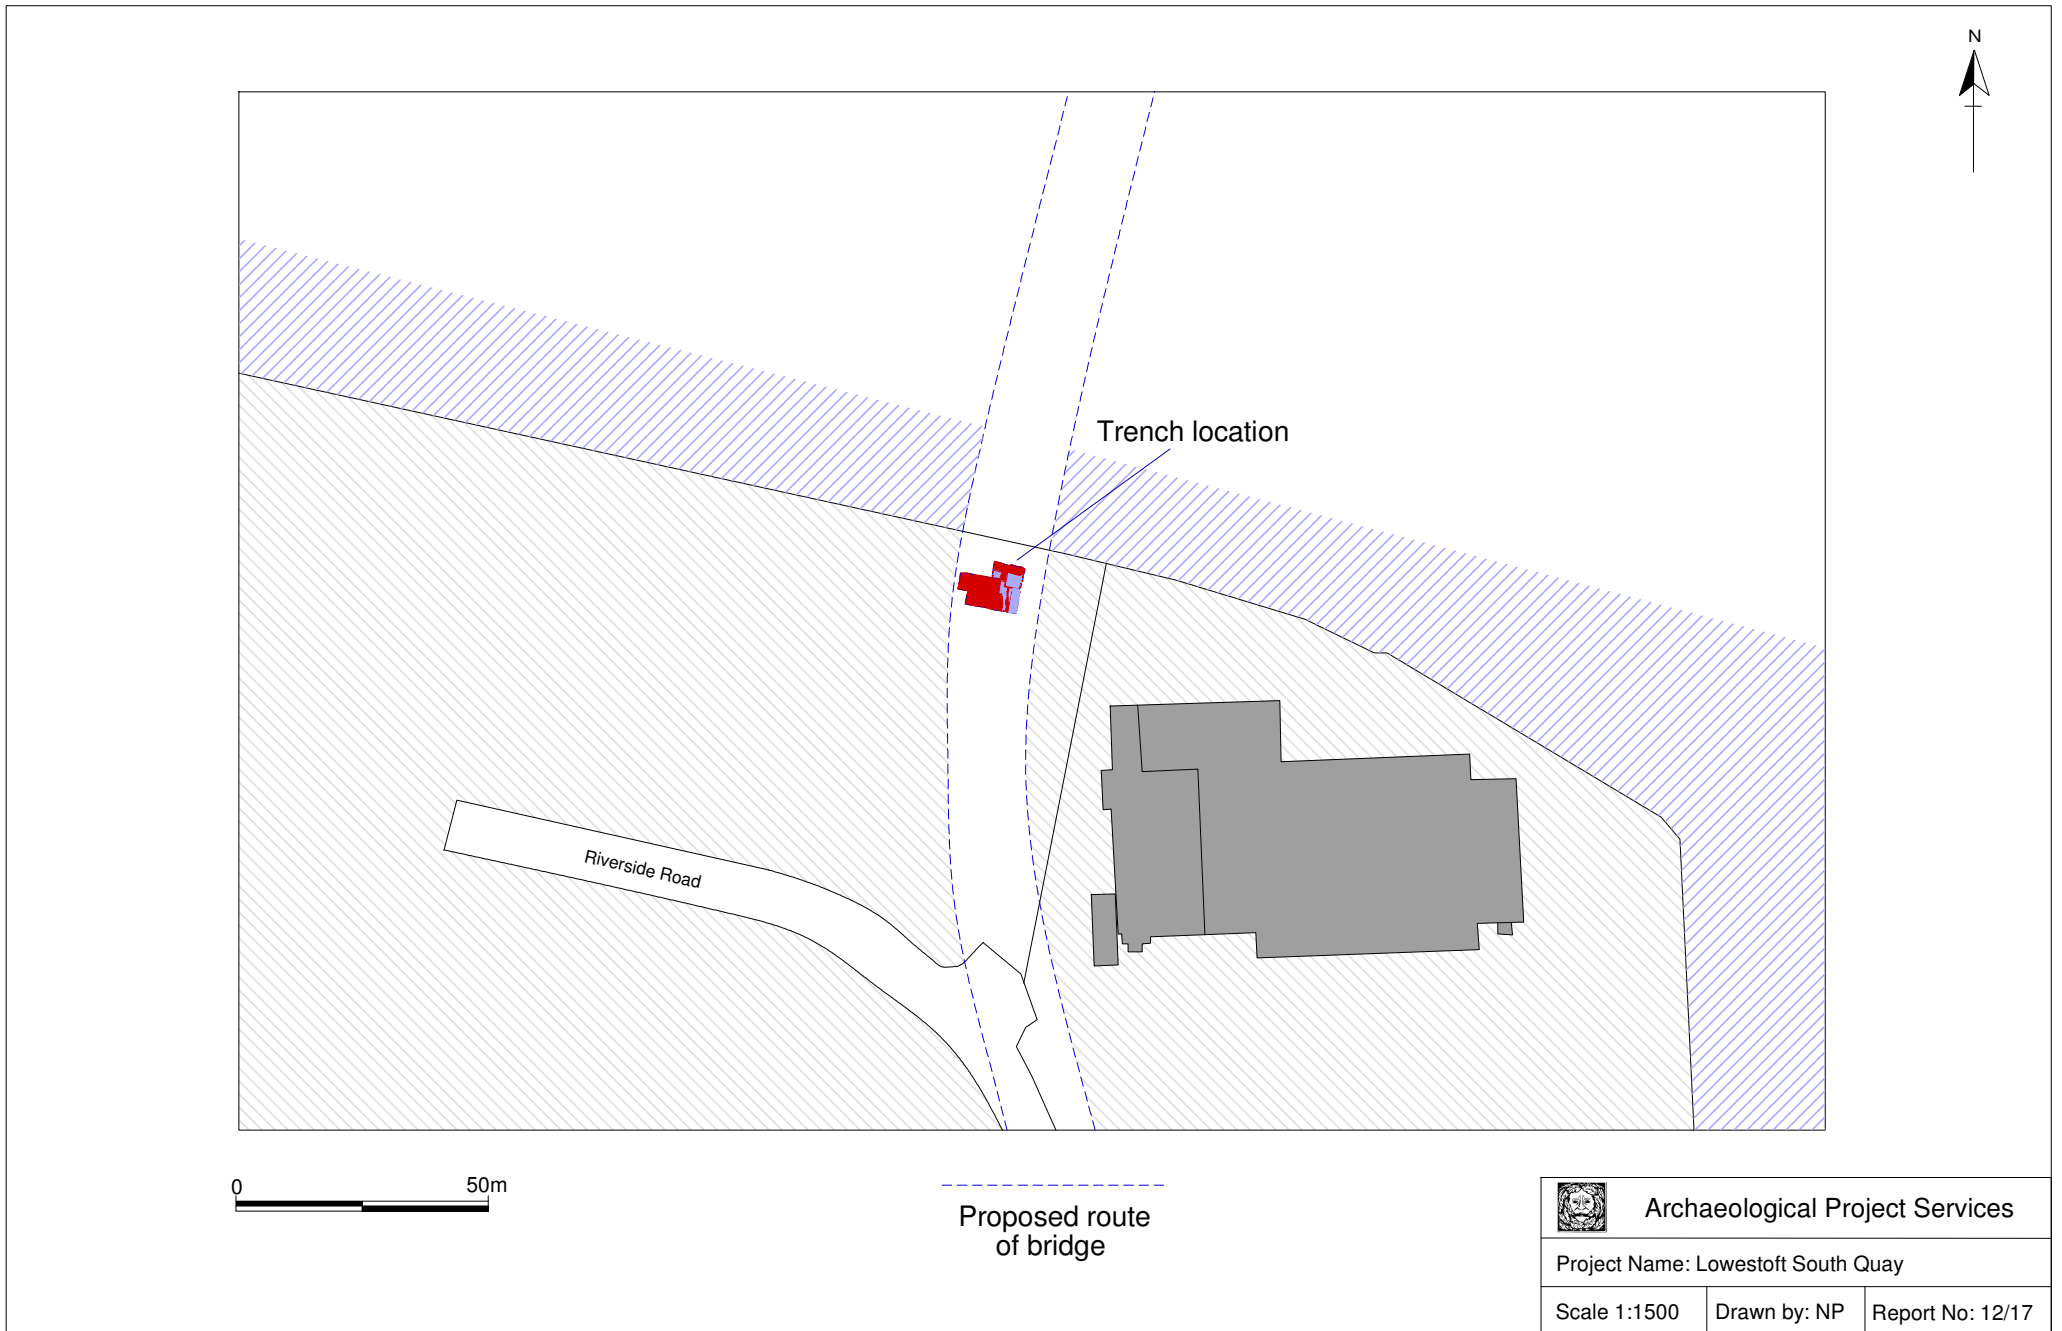 N
Trench location
Riverside Road
0
50m
Proposed route
of bridge
Archaeological Project Services
Project Name: Lowestoft South Quay
Scale 1:1500
Drawn by: NP
Report No: 12/17